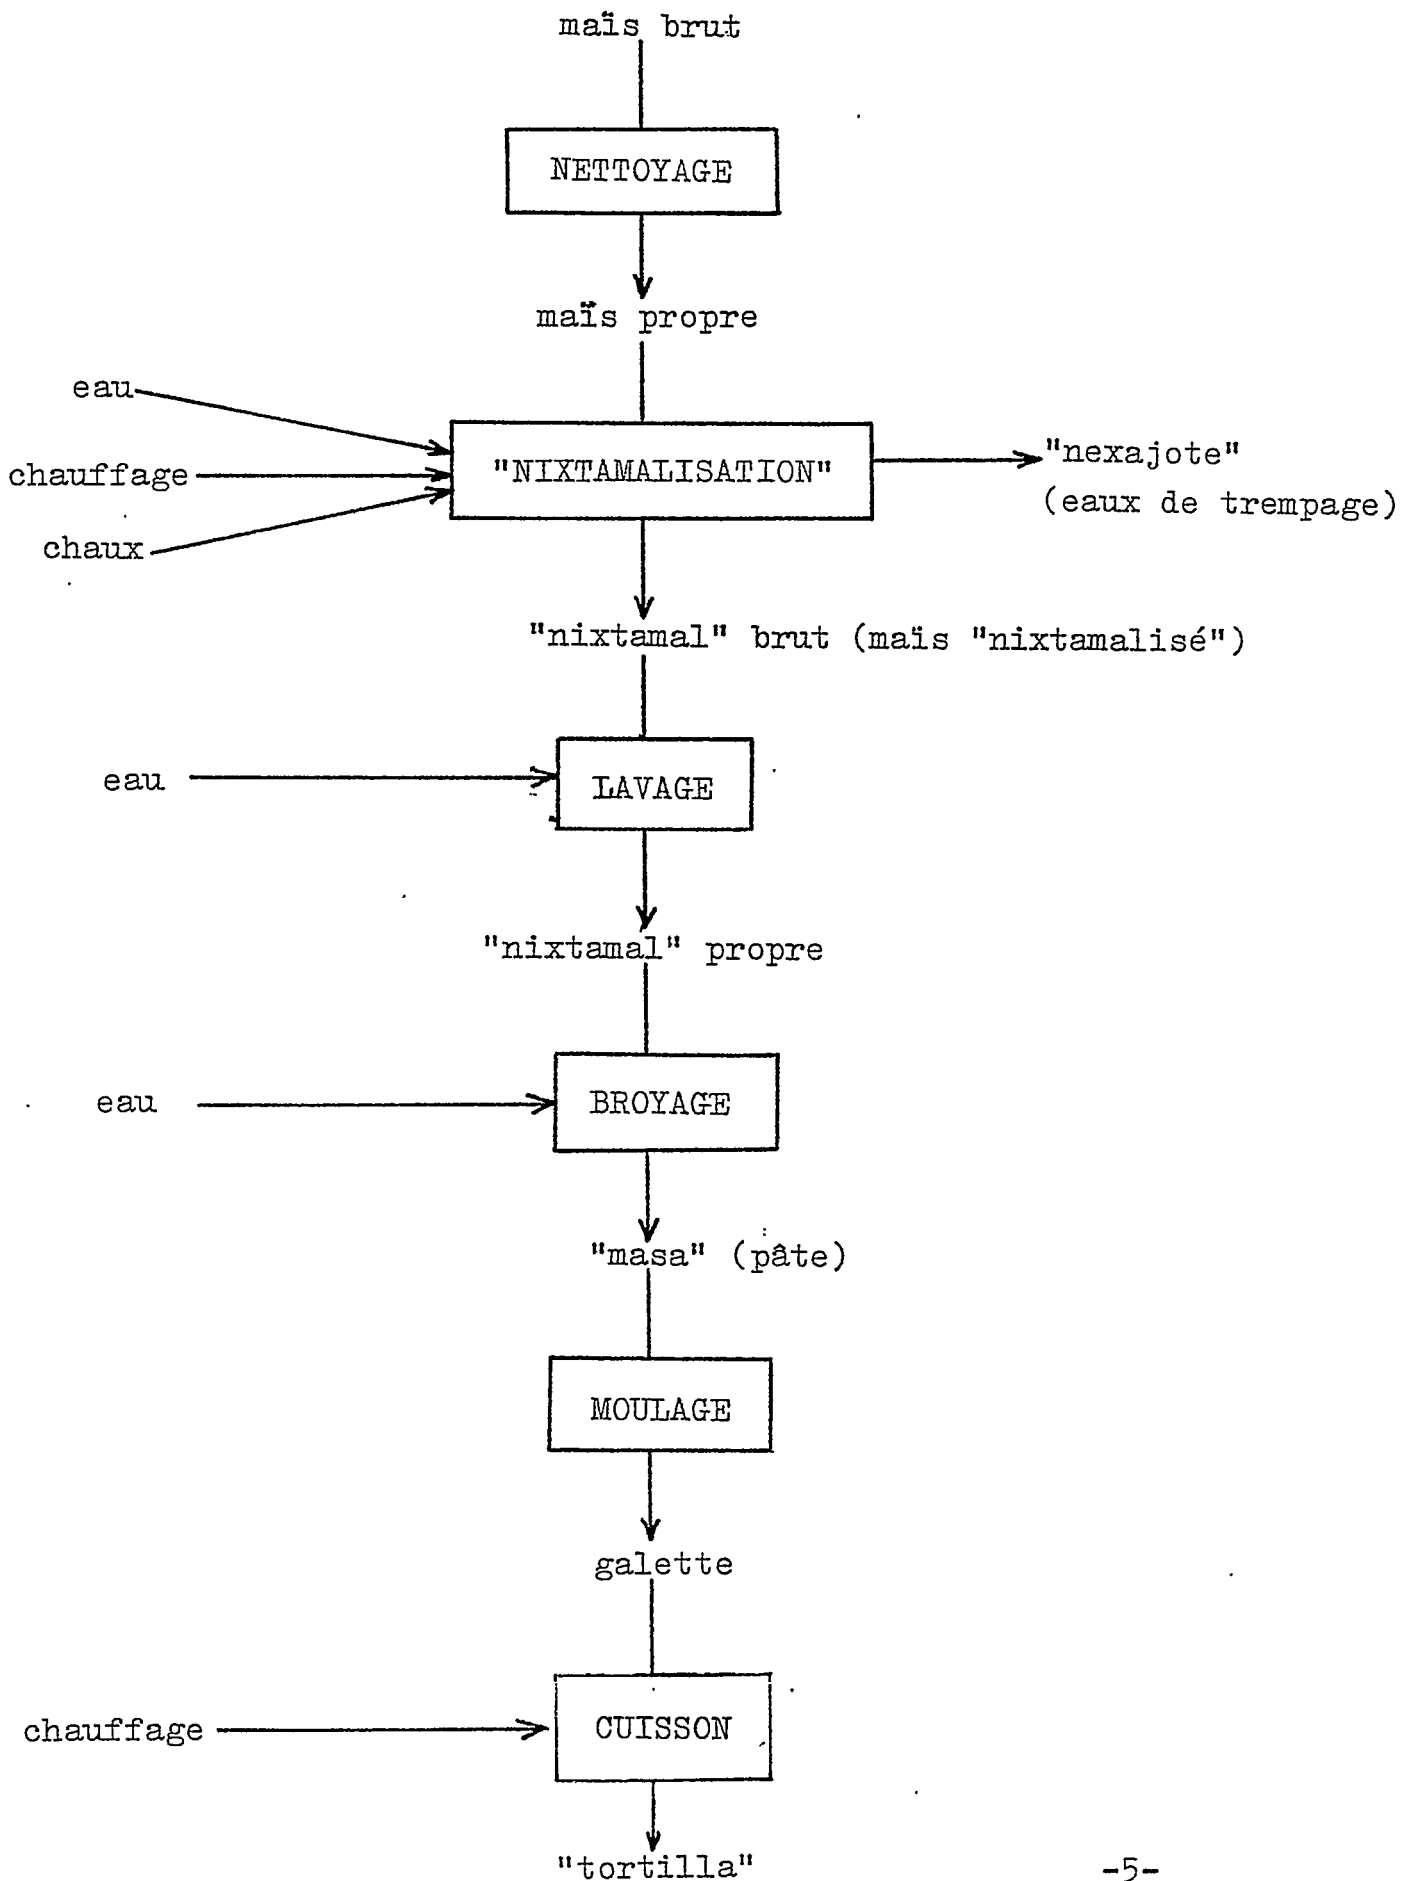 maïs brut
NETTOYAGE
maïs propre
eau
chauffage
chaux
"NIXTAMALISATION"
"nexajote"
(eaux de trempage)
"nixtamal" brut (maïs "nixtamalisé")
eau
LAVAGE
"nixtamal" propre
eau
BROYAGE
"masa" (pâte)
MOULAGE
galette
chauffage
CUISSON
"tortilla"
-5-